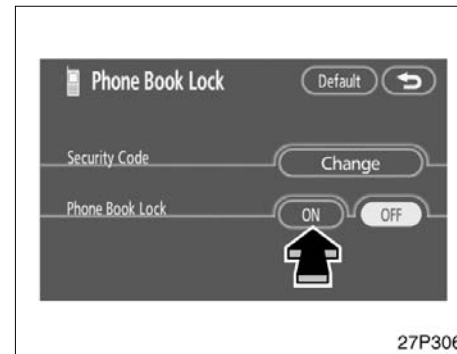 Phone Book Lock Default
Security Code Change
Phone Book Lock ON OFF
27P306